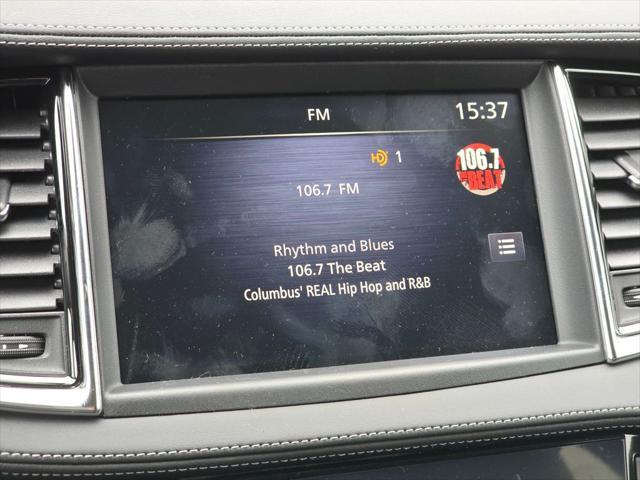 FM
15:37
HD 1
106.7
THE BEAT
106.7 FM
Rhythm and Blues
106.7 The Beat
Columbus' REAL Hip Hop and R&B